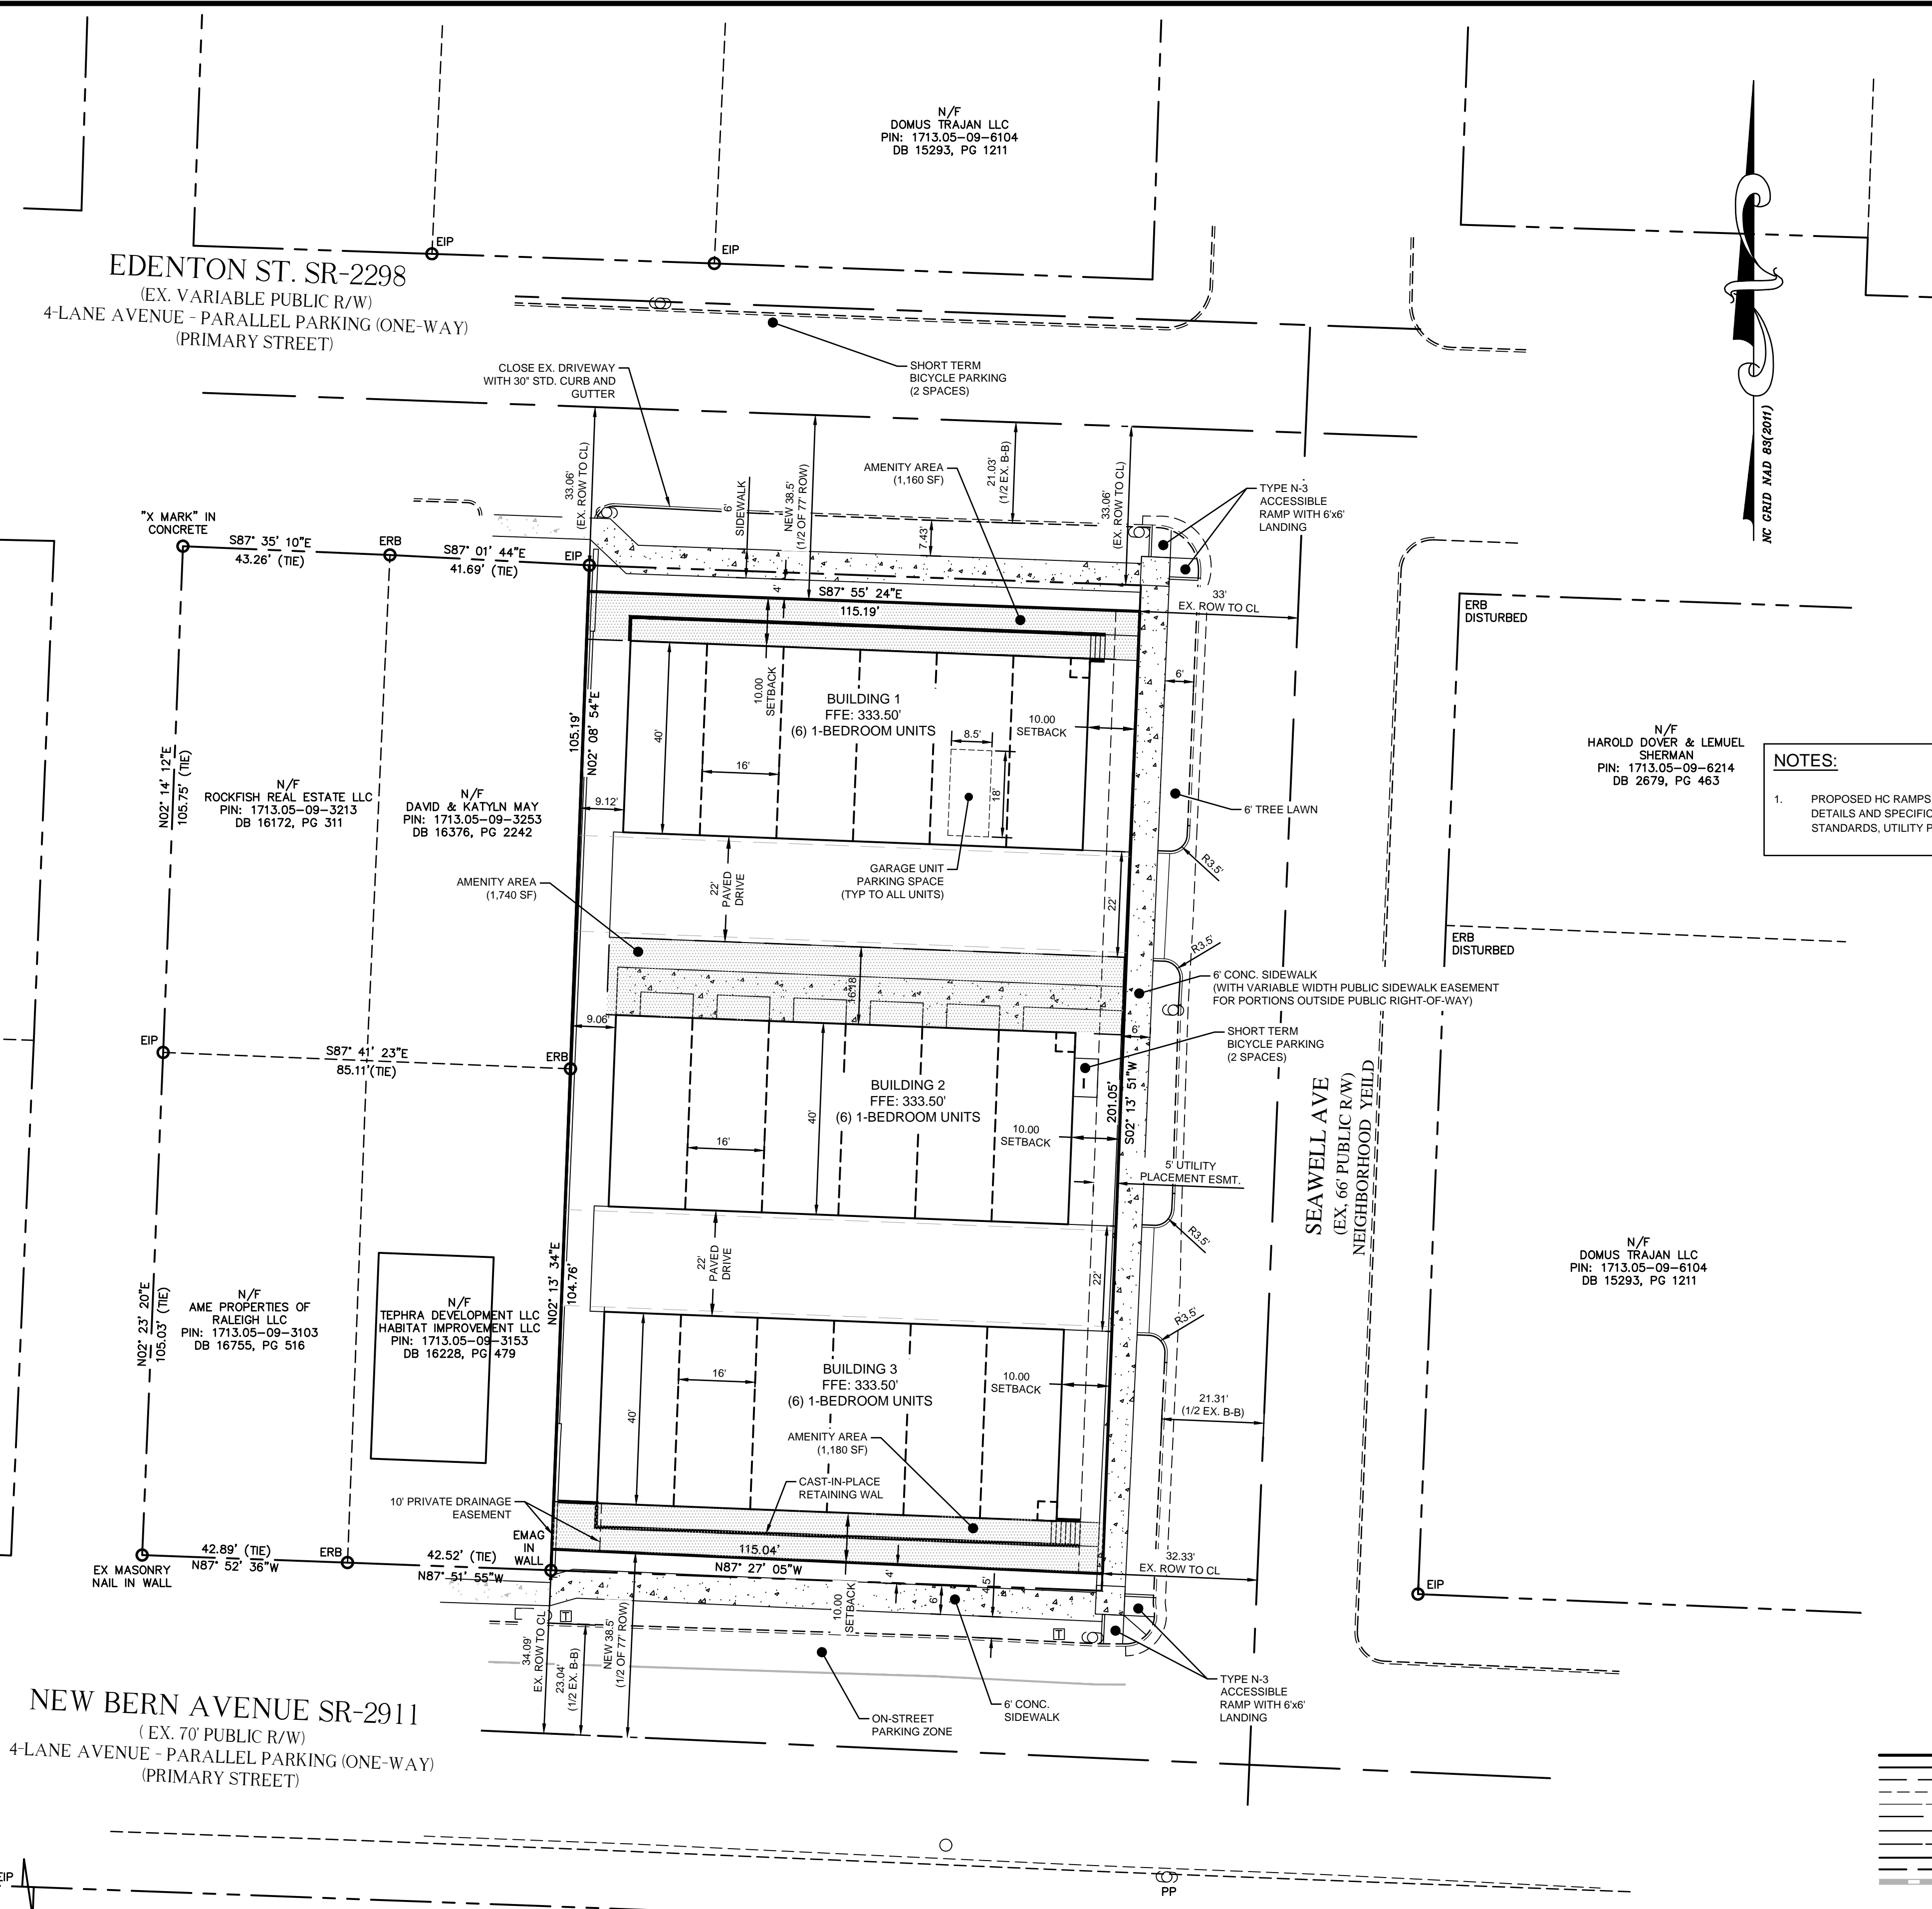 N/F
DOMUS TRAJAN LLC
PIN: 1713.05-09-6104
DB 15293, PG 1211
EIP
EIP
EDENTON ST. SR-2298
(EX. VARIABLE PUBLIC R/W)
4-LANE AVENUE - PARALLEL PARKING (ONE-WAY)
(PRIMARY STREET)
SHORT TERM
BICYCLE PARKING
(2 SPACES)
CLOSE EX. DRIVEWAY
WITH 30" STD. CURB AND
GUTTER
33.06'
(EX. ROW TO CL)
6'
SIDEWALK
NEW 38.5'
(1/2 OF 77' ROW)
AMENITY AREA
(1,160 SF)
21.03'
(1/2 EX. B-B)
7.43'
33.06'
(EX. ROW TO CL)
TYPE N-3
ACCESSIBLE
RAMP WITH 6'x6'
LANDING
NC GRID NAD 83(2011)
"X MARK" IN
CONCRETE
S87° 35' 10"E
43.26' (TIE)
ERB
S87° 01' 44"E
41.69' (TIE)
EIP
4'
S87° 55' 24"E
115.19'
33'
EX. ROW TO CL
ERB
DISTURBED
10.00
SETBACK
BUILDING 1
FFE: 333.50'
(6) 1-BEDROOM UNITS
10.00
SETBACK
6'
40'
16'
8.5'
18'
105.19'
N02° 08' 54"E
9.12'
N02° 14' 12"E
105.75' (TIE)
N/F
ROCKFISH REAL ESTATE LLC
PIN: 1713.05-09-3213
DB 16172, PG 311
N/F
DAVID & KATYLN MAY
PIN: 1713.05-09-3253
DB 16376, PG 2242
6' TREE LAWN
N/F
HAROLD DOVER & LEMUEL
SHERMAN
PIN: 1713.05-09-6214
DB 2679, PG 463
NOTES:
1. PROPOSED HC RAMPS
DETAILS AND SPECIFIC
STANDARDS, UTILITY P
GARAGE UNIT
PARKING SPACE
(TYP TO ALL UNITS)
22'
PAVED
DRIVE
22'
R3.5'
AMENITY AREA
(1,740 SF)
R3.5'
ERB
DISTURBED
16.18
6' CONC. SIDEWALK
(WITH VARIABLE WIDTH PUBLIC SIDEWALK EASEMENT
FOR PORTIONS OUTSIDE PUBLIC RIGHT-OF-WAY)
9.06'
6'
SHORT TERM
BICYCLE PARKING
(2 SPACES)
EIP
S87° 41' 23"E
85.11'(TIE)
ERB
BUILDING 2
FFE: 333.50'
(6) 1-BEDROOM UNITS
40'
16'
10.00
SETBACK
201.05'
S02° 13' 51"W
5' UTILITY
PLACEMENT ESMT.
SEAWELL AVE
(EX, 66' PUBLIC R/W)
NEIGHBORHOOD YEILD
R3.5'
22'
PAVED
DRIVE
22'
R3.5'
N/F
DOMUS TRAJAN LLC
PIN: 1713.05-09-6104
DB 15293, PG 1211
N02° 13' 34"E
104.76'
N02° 23' 20"E
105.03' (TIE)
N/F
AME PROPERTIES OF
RALEIGH LLC
PIN: 1713.05-09-3103
DB 16755, PG 516
N/F
TEPHRA DEVELOPMENT LLC
HABITAT IMPROVEMENT LLC
PIN: 1713.05-09-3153
DB 16228, PG 479
16'
BUILDING 3
FFE: 333.50'
(6) 1-BEDROOM UNITS
10.00
SETBACK
40'
21.31'
(1/2 EX. B-B)
AMENITY AREA
(1,180 SF)
CAST-IN-PLACE
RETAINING WAL
10' PRIVATE DRAINAGE
EASEMENT
EMAG
IN
WALL
EX MASONRY
NAIL IN WALL
42.89' (TIE)
N87° 52' 36"W
ERB
42.52' (TIE)
N87° 51' 55"W
115.04'
N87° 27' 05"W
32.33'
EX. ROW TO CL
EIP
4'
4.5'
6'
10.00
SETBACK
T
T
34.09'
EX. ROW TO CL
23.04'
(1/2 EX. B-B)
NEW 38.5'
(1/2 OF 77' ROW)
NEW BERN AVENUE SR-2911
( EX. 70' PUBLIC R/W)
4-LANE AVENUE - PARALLEL PARKING (ONE-WAY)
(PRIMARY STREET)
ON-STREET
PARKING ZONE
6' CONC.
SIDEWALK
TYPE N-3
ACCESSIBLE
RAMP WITH 6'x6'
LANDING
EIP
PP